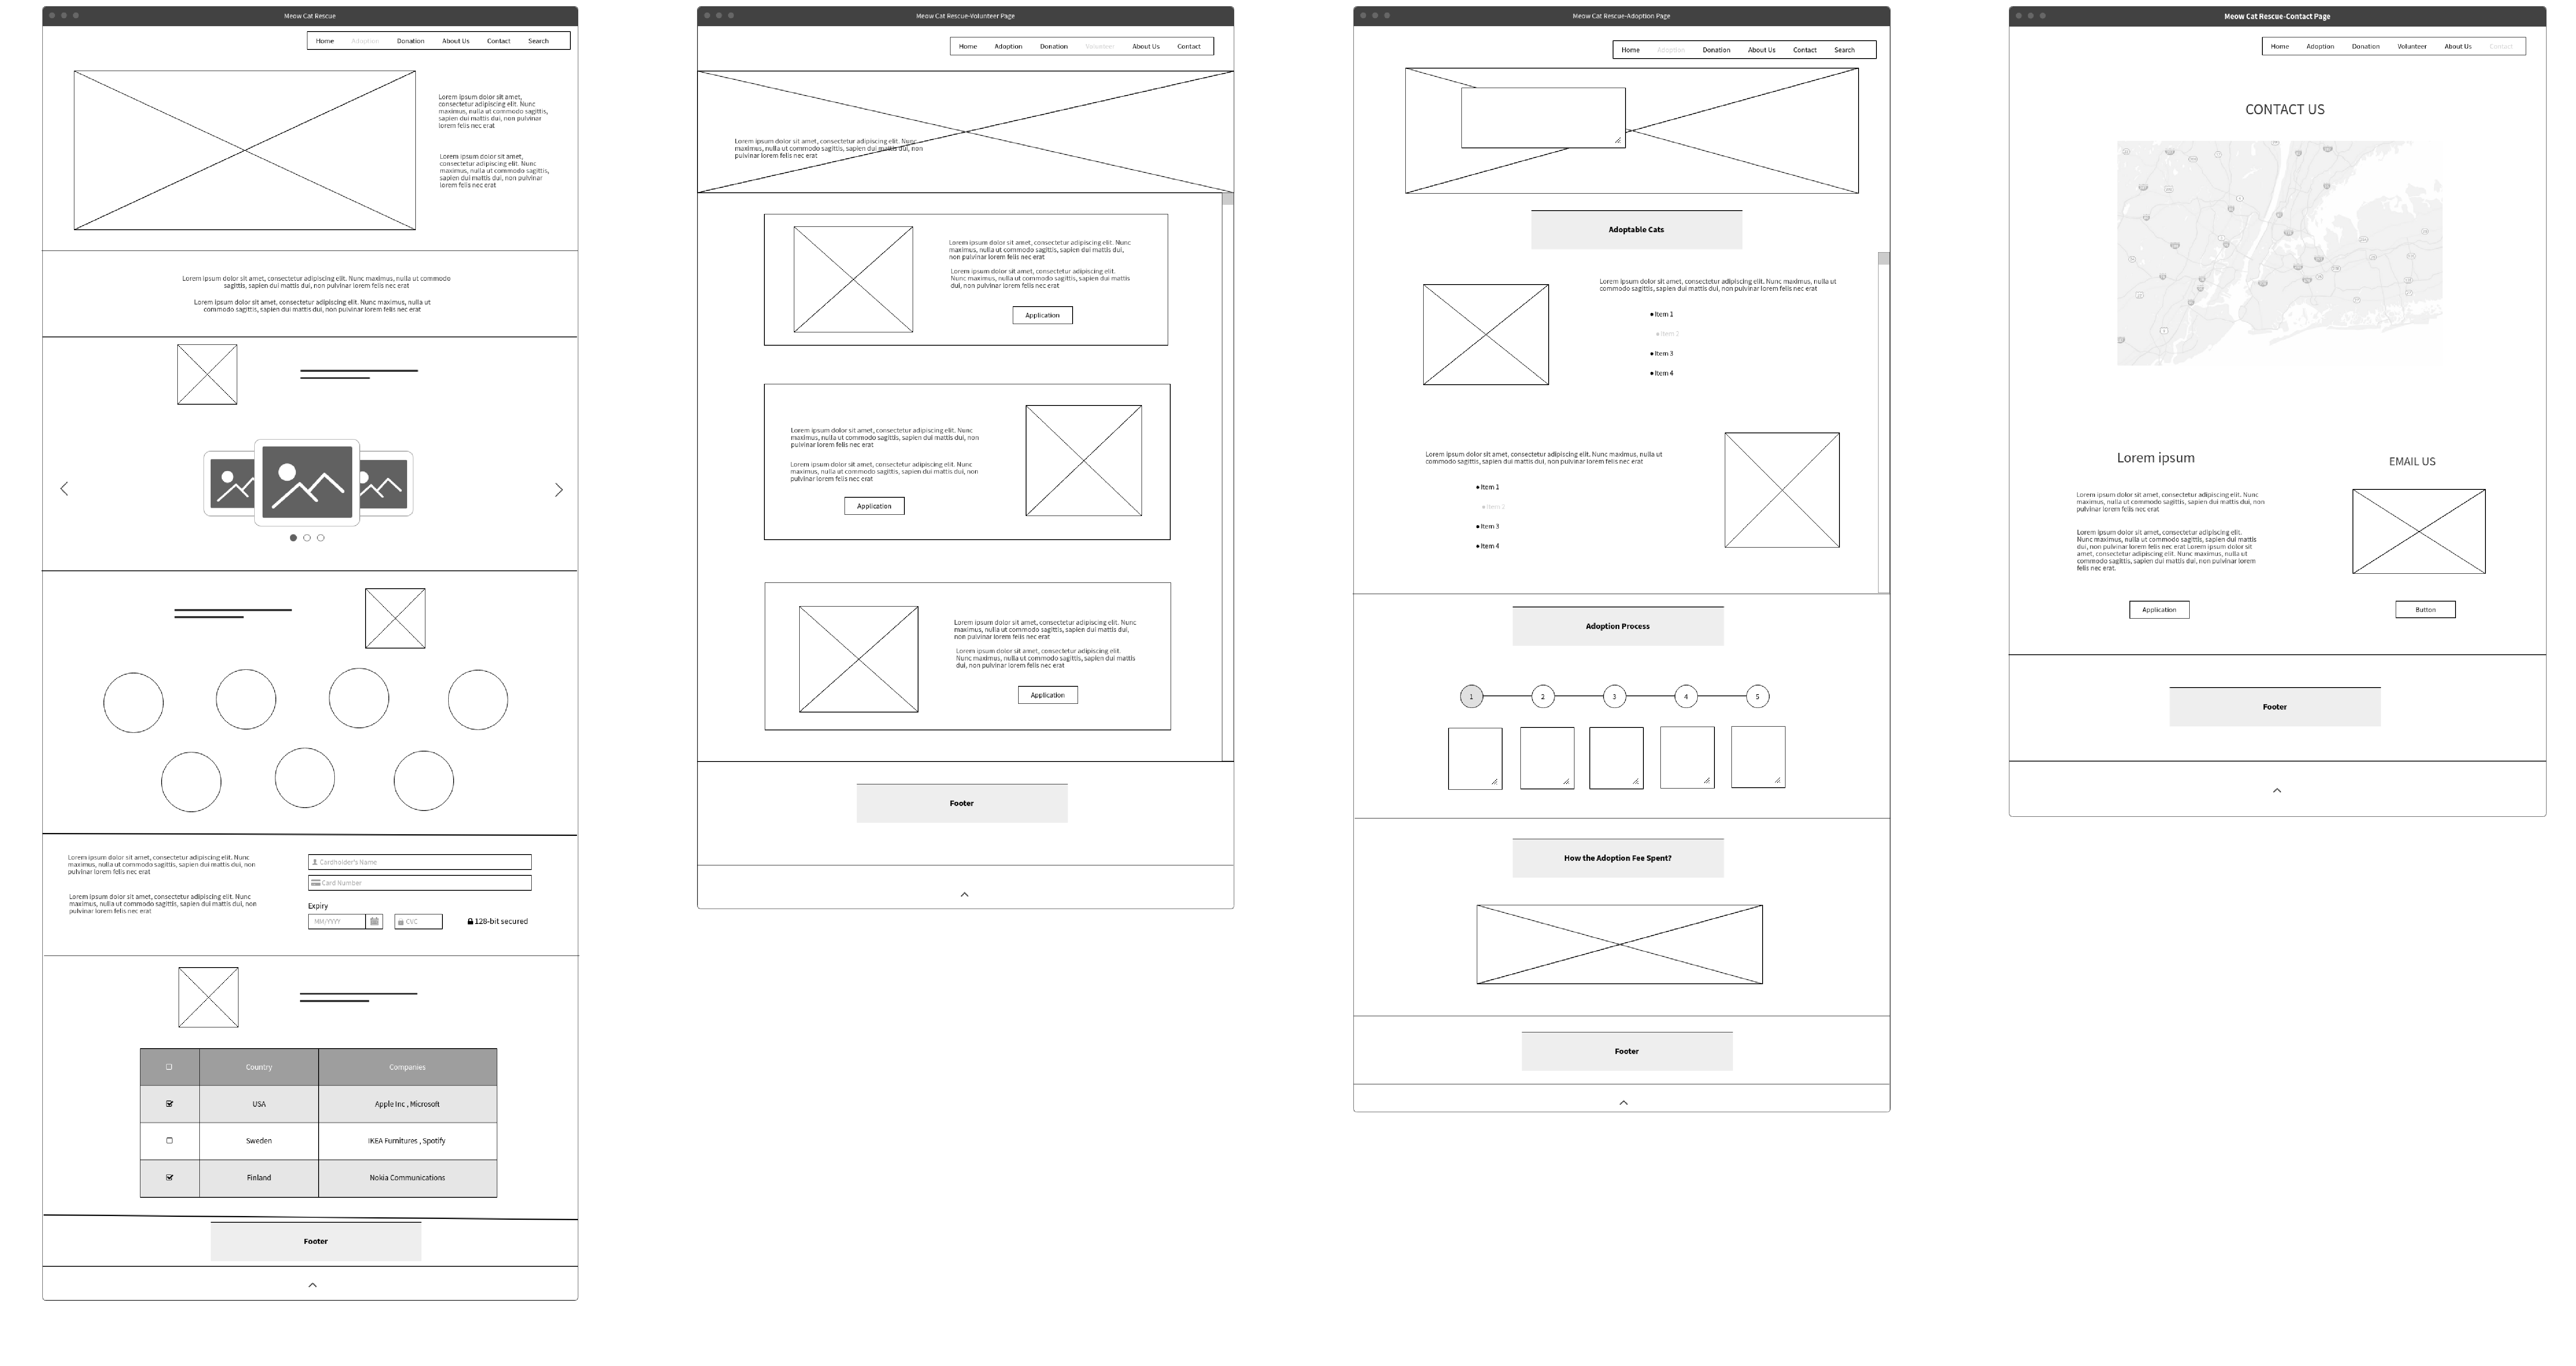 Meow Cat Rescue
Home Adoption Donation About Us Contact Search
Lorem ipsum dolor sit amet,
consectetur adipiscing elit. Nunc
maximus, nulla ut commodo sagittis,
sapien dui mattis dui, non pulvinar
lorem felis nec erat
Lorem ipsum dolor sit amet,
consectetur adipiscing elit. Nunc
maximus, nulla ut commodo sagittis,
sapien dui mattis dui, non pulvinar
lorem felis nec erat
Lorem ipsum dolor sit amet, consectetur adipiscing elit. Nunc maximus, nulla ut commodo
sagittis, sapien dui mattis dui, non pulvinar lorem felis nec erat
Lorem ipsum dolor sit amet, consectetur adipiscing elit. Nunc maximus, nulla ut
commodo sagittis, sapien dui mattis dui, non pulvinar lorem felis nec erat
Lorem ipsum dolor sit amet, consectetur adipiscing elit. Nunc
maximus, nulla ut commodo sagittis, sapien dui mattis dui, non
pulvinar lorem felis nec erat
Lorem ipsum dolor sit amet, consectetur adipiscing elit. Nunc
maximus, nulla ut commodo sagittis, sapien dui mattis dui, non
pulvinar lorem felis nec erat
Cardholder's Name
Card Number
Expiry
MM/YYYY CVC 128-bit secured
Country Companies
USA Apple Inc , Microsoft
Sweden IKEA Furnitures , Spotify
Finland Nokia Communications
Footer
Meow Cat Rescue-Volunteer Page
Home Adoption Donation Volunteer About Us Contact
Lorem ipsum dolor sit amet, consectetur adipiscing elit. Nunc
maximus, nulla ut commodo sagittis, sapien dui mattis dui, non
pulvinar lorem felis nec erat
Lorem ipsum dolor sit amet, consectetur adipiscing elit. Nunc
maximus, nulla ut commodo sagittis, sapien dui mattis dui,
non pulvinar lorem felis nec erat
Lorem ipsum dolor sit amet, consectetur adipiscing elit.
Nunc maximus, nulla ut commodo sagittis, sapien dui mattis
dui, non pulvinar lorem felis nec erat
Application
Lorem ipsum dolor sit amet, consectetur adipiscing elit. Nunc
maximus, nulla ut commodo sagittis, sapien dui mattis dui, non
pulvinar lorem felis nec erat
Lorem ipsum dolor sit amet, consectetur adipiscing elit. Nunc
maximus, nulla ut commodo sagittis, sapien dui mattis dui, non
pulvinar lorem felis nec erat
Application
Lorem ipsum dolor sit amet, consectetur adipiscing elit. Nunc
maximus, nulla ut commodo sagittis, sapien dui mattis dui,
non pulvinar lorem felis nec erat
Lorem ipsum dolor sit amet, consectetur adipiscing elit.
Nunc maximus, nulla ut commodo sagittis, sapien dui mattis
dui, non pulvinar lorem felis nec erat
Application
Footer
Meow Cat Rescue-Adoption Page
Home Adoption Donation About Us Contact Search
Adoptable Cats
Lorem ipsum dolor sit amet, consectetur adipiscing elit. Nunc maximus, nulla ut
commodo sagittis, sapien dui mattis dui, non pulvinar lorem felis nec erat
● Item 1
● Item 2
● Item 3
● Item 4
Lorem ipsum dolor sit amet, consectetur adipiscing elit. Nunc maximus, nulla ut
commodo sagittis, sapien dui mattis dui, non pulvinar lorem felis nec erat
● Item 1
● Item 2
● Item 3
● Item 4
Adoption Process
1 2 3 4 5
How the Adoption Fee Spent?
Footer
Meow Cat Rescue-Contact Page
Home Adoption Donation Volunteer About Us Contact
CONTACT US
Lorem ipsum
Lorem ipsum dolor sit amet, consectetur adipiscing elit. Nunc
maximus, nulla ut commodo sagittis, sapien dui mattis dui, non
pulvinar lorem felis nec erat
Lorem ipsum dolor sit amet, consectetur adipiscing elit.
Nunc maximus, nulla ut commodo sagittis, sapien dui mattis
dui, non pulvinar lorem felis nec erat Lorem ipsum dolor sit
amet, consectetur adipiscing elit. Nunc maximus, nulla ut
commodo sagittis, sapien dui mattis dui, non pulvinar lorem
felis nec erat.
Application
EMAIL US
Button
Footer